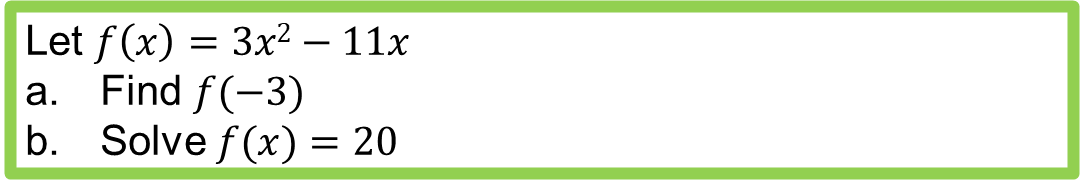 Let f(x) = 3x² − 11x
a. Find f(−3)
b. Solve f(x) = 20